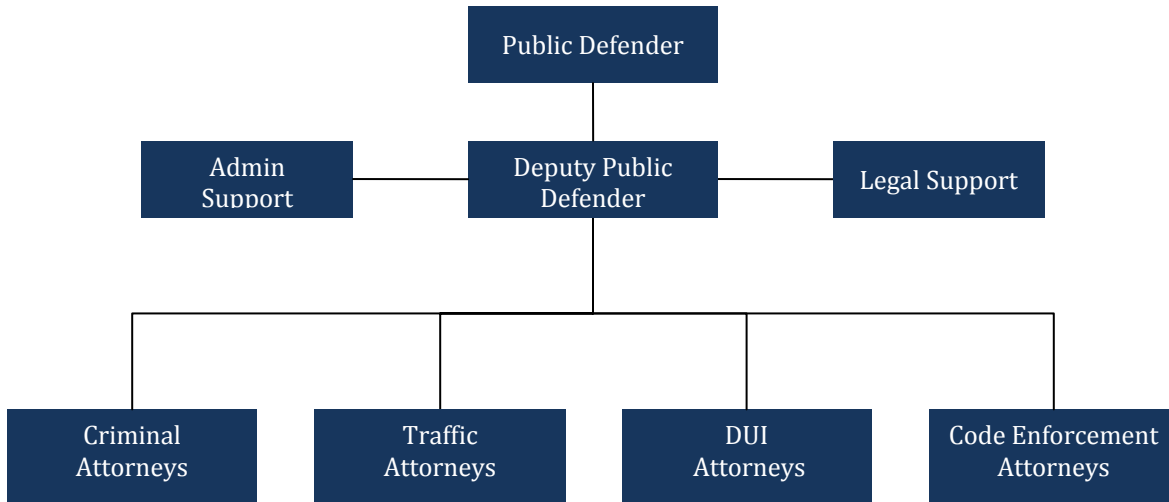 Public Defender
Admin
Support
Deputy Public
Defender
Legal Support
Criminal
Attorneys
Traffic
Attorneys
DUI
Attorneys
Code Enforcement
Attorneys